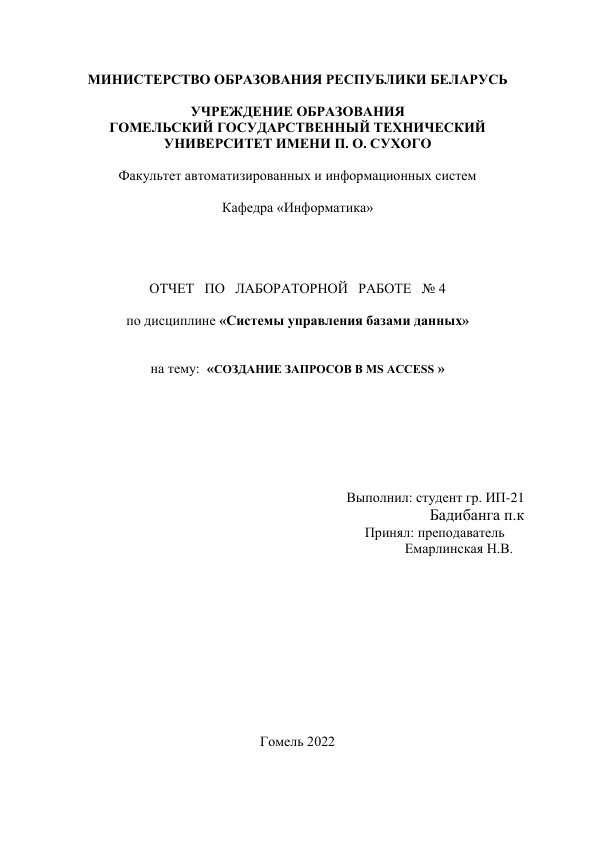 МИНИСТЕРСТВО ОБРАЗОВАНИЯ РЕСПУБЛИКИ БЕЛАРУСЬ
УЧРЕЖДЕНИЕ ОБРАЗОВАНИЯ
ГОМЕЛЬСКИЙ ГОСУДАРСТВЕННЫЙ ТЕХНИЧЕСКИЙ
УНИВЕРСИТЕТ ИМЕНИ П. О. СУХОГО
Факультет автоматизированных и информационных систем
Кафедра «Информатика»
ОТЧЕТ ПО ЛАБОРАТОРНОЙ РАБОТЕ № 4
по дисциплине «Системы управления базами данных»
на тему: «СОЗДАНИЕ ЗАПРОСОВ В MS ACCESS »
Выполнил: студент гр. ИП-21
Бадибанга п.к
Принял: преподаватель
Емарлинская Н.В.
Гомель 2022